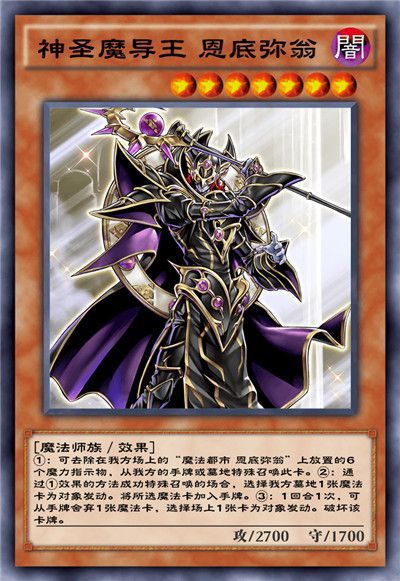 神圣魔导王 恩底弥翁
闇
[魔法师族／效果]
①：可去除在我方场上的“魔法都市 恩底弥翁”上放置的6
个魔力指示物，从我方的手牌或墓地特殊召唤此卡。②：通
过①效果的方法成功特殊召唤的场合，选择我方墓地1张魔法
卡为对象发动。将所选魔法卡加入手牌。③：1回合1次，可
从手牌舍弃1张魔法卡，选择场上1张卡为对象发动。破坏该
卡牌。
攻/2700 守/1700